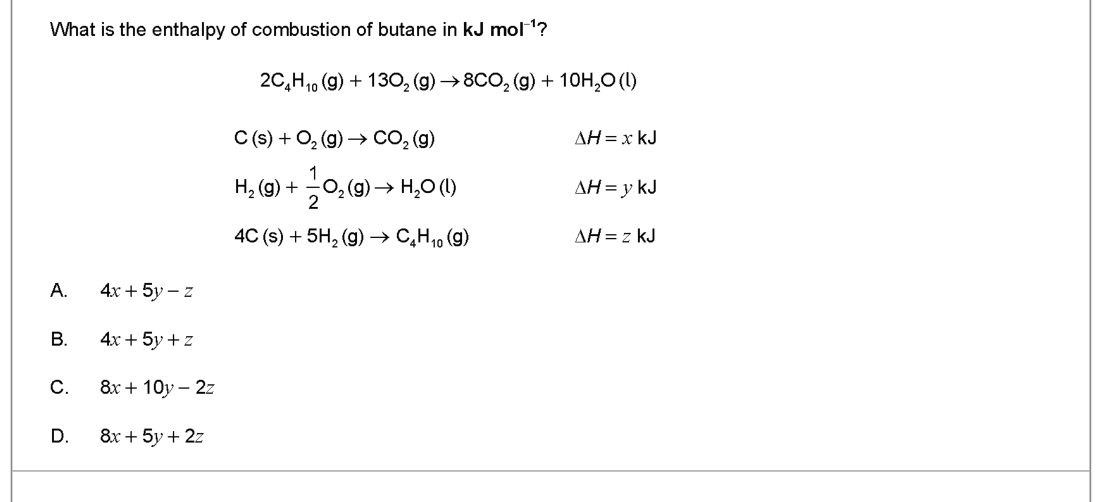 What is the enthalpy of combustion of butane in kJ mol⁻¹?
2C₄H₁₀ (g) + 13O₂ (g) → 8CO₂ (g) + 10H₂O (l)
C (s) + O₂ (g) → CO₂ (g) ΔH = x kJ
H₂ (g) + 1/2 O₂ (g) → H₂O (l) ΔH = y kJ
4C (s) + 5H₂ (g) → C₄H₁₀ (g) ΔH = z kJ
A. 4x + 5y − z
B. 4x + 5y + z
C. 8x + 10y − 2z
D. 8x + 5y + 2z